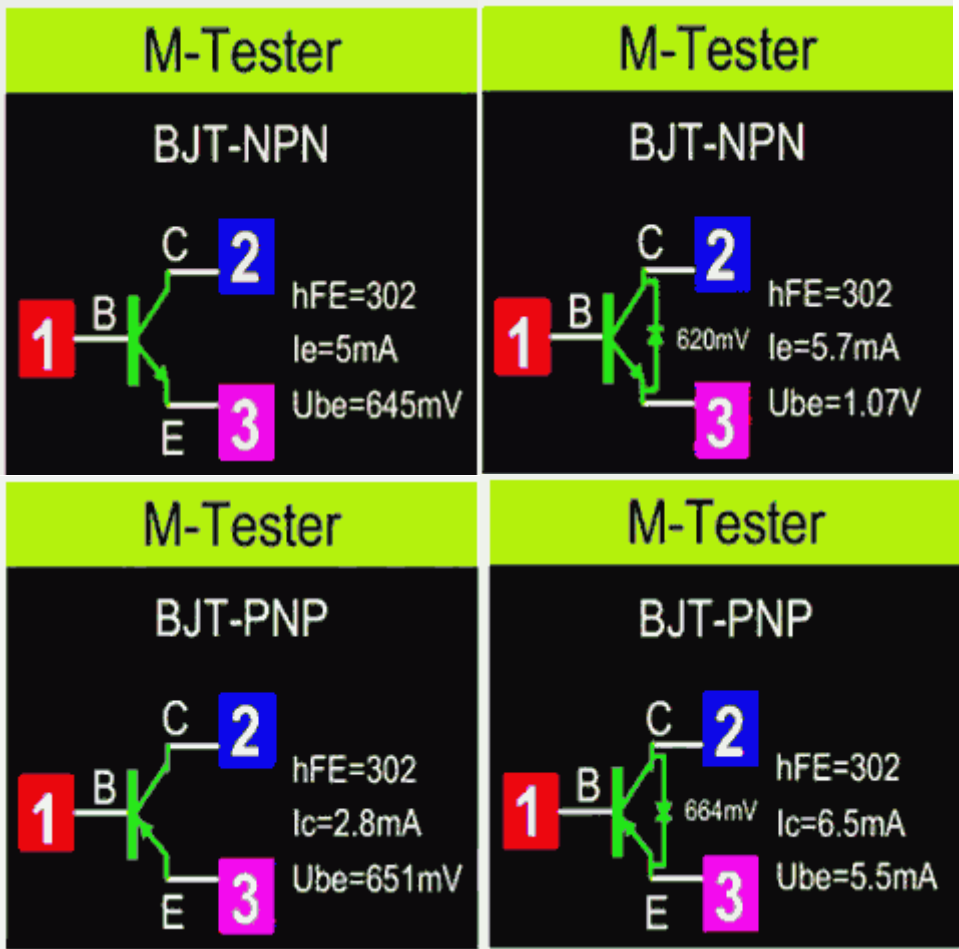 M-Tester
BJT-NPN
C
2
hFE=302
B
1
Ie=5mA
Ube=645mV
3
E
M-Tester
BJT-NPN
C
2
hFE=302
B
1
620mV
Ie=5.7mA
Ube=1.07V
3
M-Tester
BJT-PNP
C
2
hFE=302
B
1
Ic=2.8mA
Ube=651mV
3
E
M-Tester
BJT-PNP
C
2
hFE=302
B
1
664mV
Ic=6.5mA
Ube=5.5mA
3
E